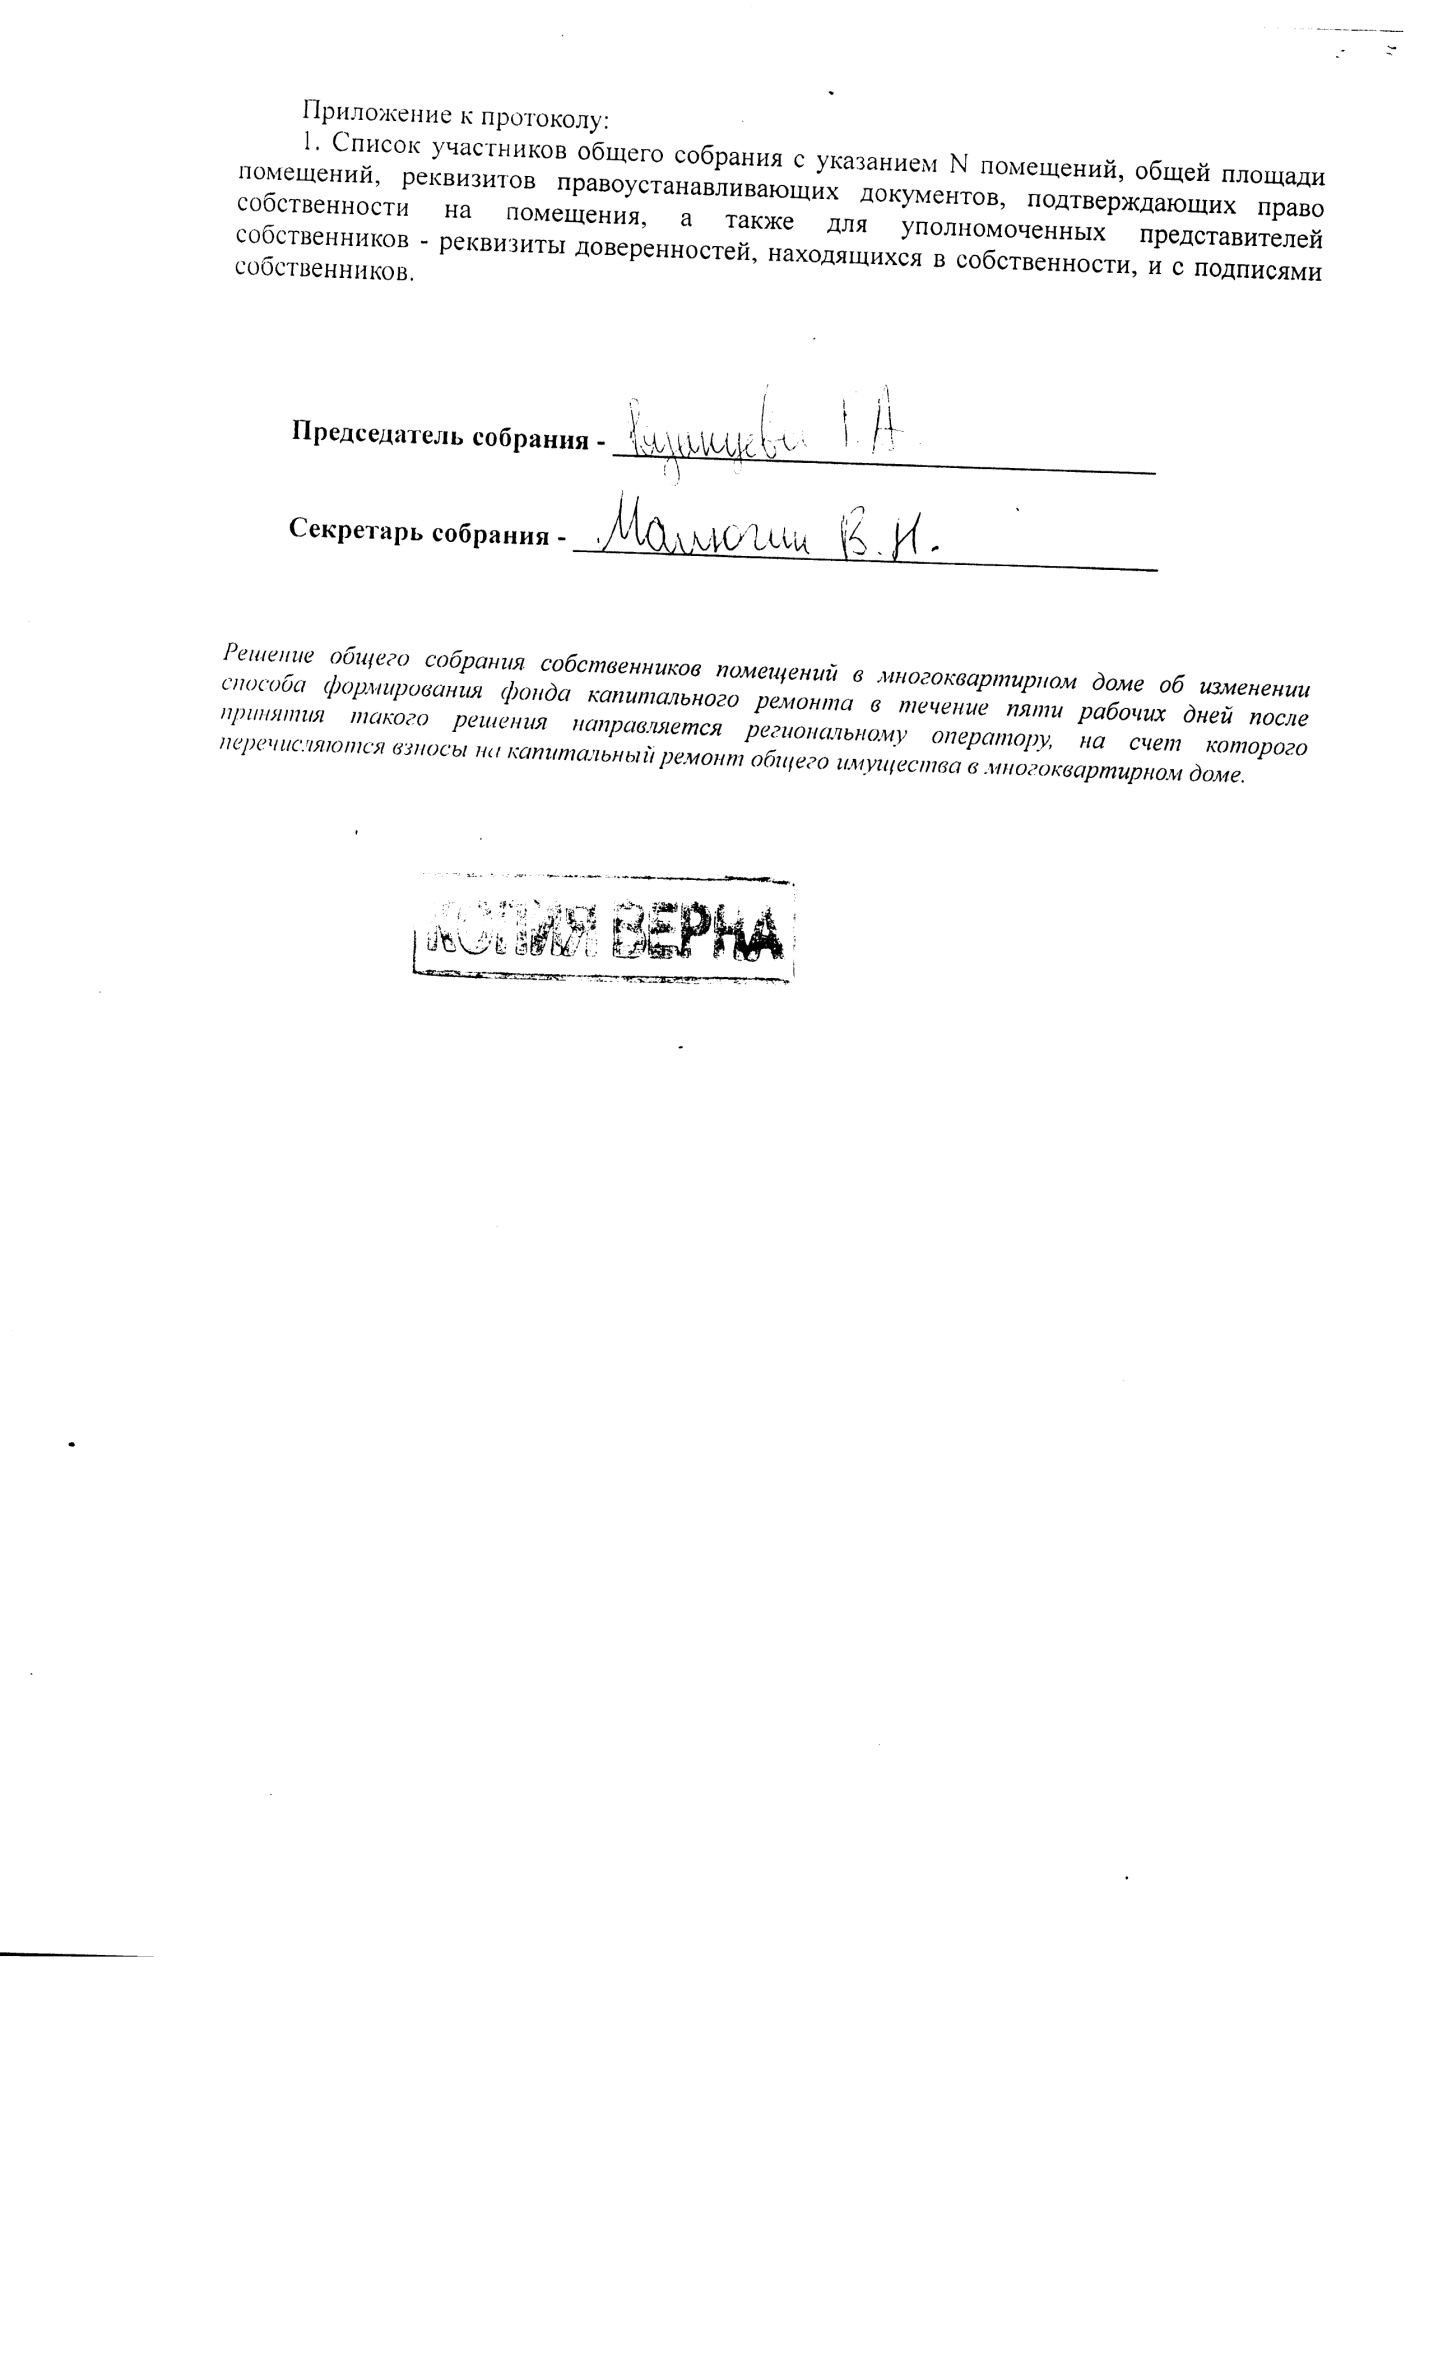 Приложение к протоколу:
1. Список участников общего собрания с указанием N помещений, общей площади
помещений, реквизитов правоустанавливающих документов, подтверждающих право
собственности на помещения, а также для уполномоченных представителей
собственников - реквизиты доверенностей, находящихся в собственности, и с подписями
собственников.
Председатель собрания - Г.А.
Секретарь собрания - Малюгин В.Н.
Решение общего собрания собственников помещений в многоквартирном доме об изменении
способа формирования фонда капитального ремонта в течение пяти рабочих дней после
принятия такого решения направляется региональному оператору, на счет которого
перечисляются взносы на капитальный ремонт общего имущества в многоквартирном доме.
КОПИЯ ВЕРНА